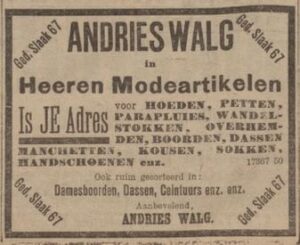 Ged. Slaak 67
Ged. Slaak 67
ANDRIES WALG
in
Heeren Modeartikelen
Is JE Adres
voor HOEDEN, PETTEN,
PARAPLUIES, WANDEL-
STOKKEN, OVERHEM-
DEN, BOORDEN, DASSEN
MANCHETTEN, KOUSEN, SOKKEN,
HANDSCHOENEN enz. 17367 50
Ook ruim gesorteerd in:
Damesboorden, Dassen, Ceintuurs enz. enz.
Aanbevelend,
ANDRIES WALG.
Ged. Slaak 67
Ged. Slaak 67